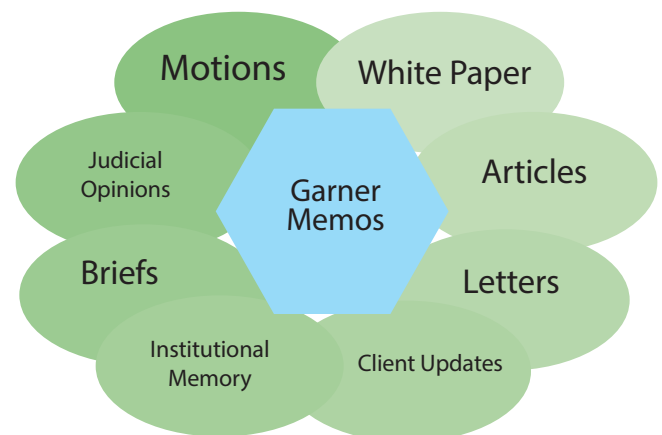 Motions
White Paper
Judicial
Opinions
Articles
Garner
Memos
Briefs
Letters
Institutional
Memory
Client Updates